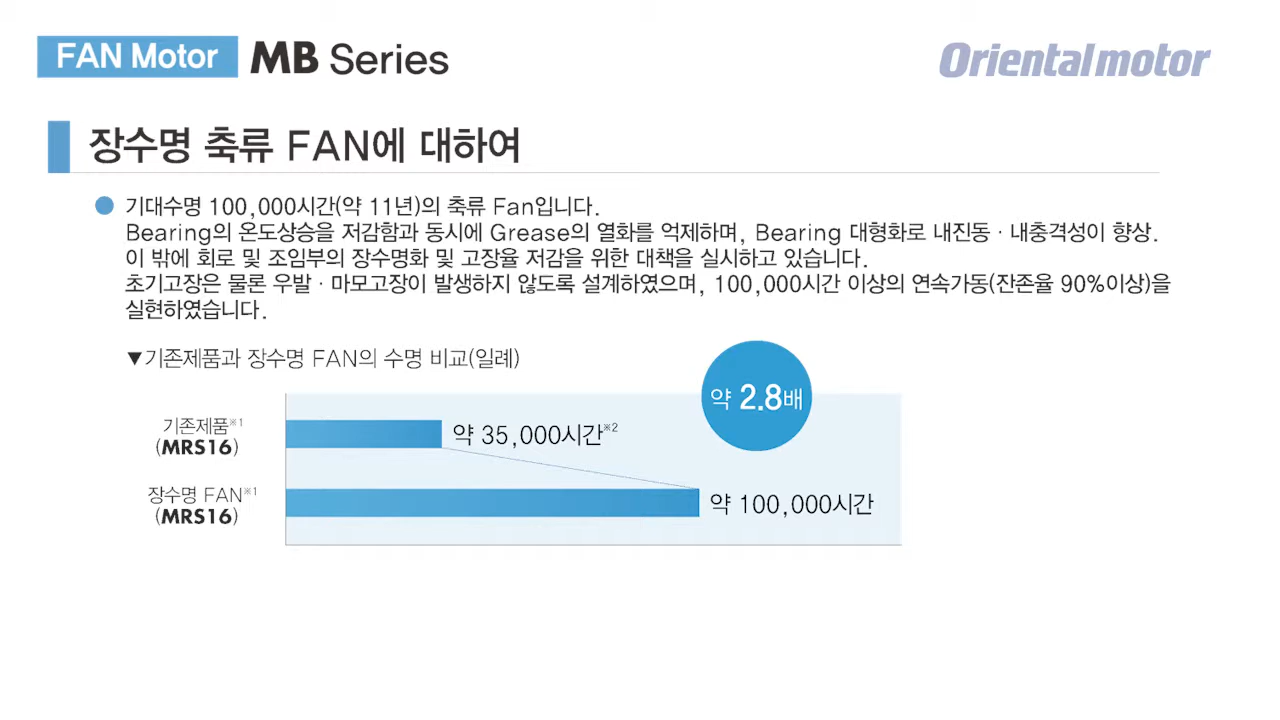 FAN Motor MB Series
Orientalmotor
장수명 축류 FAN에 대하여
기대수명 100,000시간(약 11년)의 축류 Fan입니다.
Bearing의 온도상승을 저감함과 동시에 Grease의 열화를 억제하며, Bearing 대형화로 내진동 · 내충격성이 향상.
이 밖에 회로 및 조임부의 장수명화 및 고장율 저감을 위한 대책을 실시하고 있습니다.
초기고장은 물론 우발 · 마모고장이 발생하지 않도록 설계하였으며, 100,000시간 이상의 연속가동(잔존율 90%이상)을
실현하였습니다.
▼기존제품과 장수명 FAN의 수명 비교(일례)
약 2.8배
기존제품※1
(MRS16)
약 35,000시간※2
장수명 FAN※1
(MRS16)
약 100,000시간